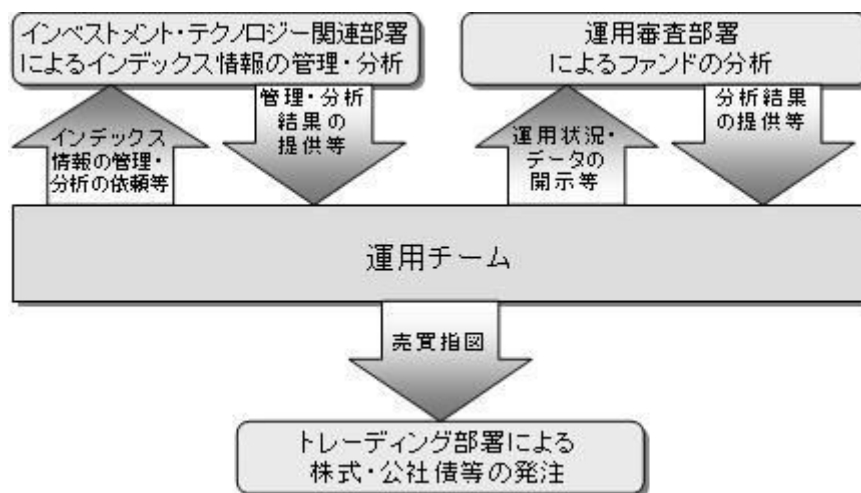 インベストメント・テクノロジー関連部署
によるインデックス情報の管理・分析
運用審査部署
によるファンドの分析
インデックス
情報の管理・
分析の依頼等
管理・分析
結果の
提供等
運用状況・
データの
開示等
分析結果
の提供等
運用チーム
売買指図
トレーディング部署による
株式・公社債等の発注